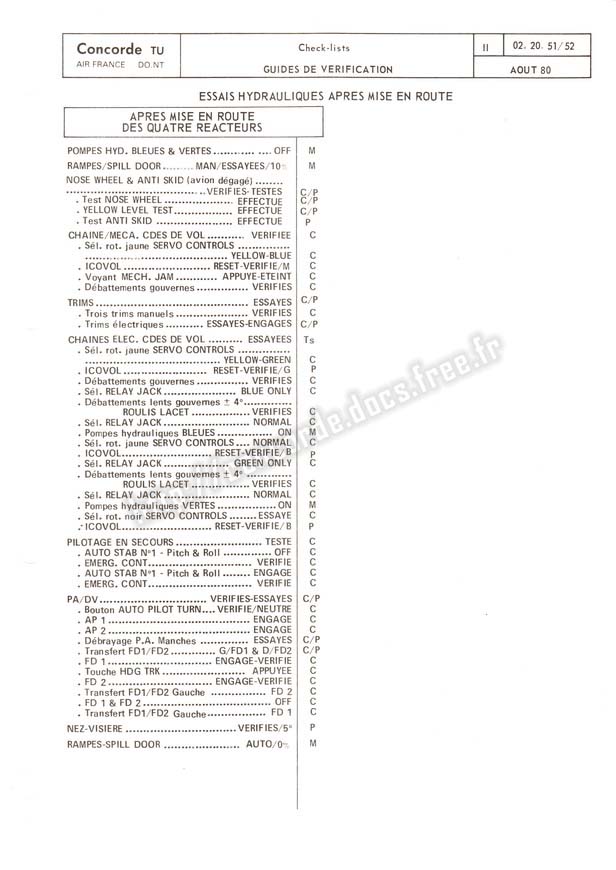 Concorde TU
AIR FRANCE DO.NT
Check-lists
GUIDES DE VERIFICATION
II
02. 20. 51/52
AOUT 80
ESSAIS HYDRAULIQUES APRES MISE EN ROUTE
APRES MISE EN ROUTE
DES QUATRE REACTEURS
POMPES HYD. BLEUES & VERTES ............ .... OFF M
RAMPES/SPILL DOOR ......... MAN/ESSAYEES/10% M
NOSE WHEEL & ANTI SKID (avion dégagé) ........
.......................................... VERIFIES-TESTES C/P
. Test NOSE WHEEL .................... EFFECTUE C/P
. YELLOW LEVEL TEST ................. EFFECTUE C/P
. Test ANTI SKID ....................... EFFECTUE P
CHAINE/MECA. CDES DE VOL ........... VERIFIEE C
. Sél. rot. jaune SERVO CONTROLS ...............
.......................................... YELLOW-BLUE C
. ICOVOL ......................... RESET-VERIFIE/M C
. Voyant MECH. JAM ............ APPUYE-ETEINT C
. Débattements gouvernes ............... VERIFIES C
TRIMS ............................................ ESSAYES C/P
. Trois trims manuels ..................... VERIFIES C
. Trims électriques ........... ESSAYES-ENGAGES C/P
CHAINES ELEC. CDES DE VOL .......... ESSAYEES Ts
. Sél. rot. jaune SERVO CONTROLS ...............
....................................... YELLOW-GREEN C
. ICOVOL ........................ RESET-VERIFIE/G P
. Débattements gouvernes ............... VERIFIES C
. Sél. RELAY JACK ..................... BLUE ONLY C
. Débattements lents gouvernes ± 4° ..............
ROULIS LACET ................. VERIFIES C
. Sél. RELAY JACK ......................... NORMAL C
. Pompes hydrauliques BLEUES ................ ON M
. Sél. rot. jaune SERVO CONTROLS .... NORMAL C
. ICOVOL ........................... RESET-VERIFIE/B P
. Sél. RELAY JACK ................... GREEN ONLY C
. Débattements lents gouvernes ± 4° ..............
ROULIS LACET ................. VERIFIES C
. Sél. RELAY JACK ......................... NORMAL C
. Pompes hydrauliques VERTES ................ ON M
. Sél. rot. noir SERVO CONTROLS ........ ESSAYE C
. ICOVOL .......................... RESET-VERIFIE/B P
PILOTAGE EN SECOURS ......................... TESTE C
. AUTO STAB N°1 - Pitch & Roll .............. OFF C
. EMERG. CONT. .............................. VERIFIE C
. AUTO STAB N°1 - Pitch & Roll ........ ENGAGE C
. EMERG. CONT. .............................. VERIFIE C
PA/DV ................................. VERIFIES-ESSAYES C/P
. Bouton AUTO PILOT TURN .... VERIFIE/NEUTRE C
. AP 1 ......................................... ENGAGE C
. AP 2 ......................................... ENGAGE C
. Débrayage P.A. Manches .............. ESSAYES C/P
. Transfert FD1/FD2 ............ G/FD1 & D/FD2 C/P
. FD 1 ................................ ENGAGE-VERIFIE C
. Touche HDG TRK ........................ APPUYEE C
. FD 2 ................................ ENGAGE-VERIFIE C
. Transfert FD1/FD2 Gauche ................. FD 2 C
. FD 1 & FD 2 ..................................... OFF C
. Transfert FD1/FD2 Gauche ................. FD 1 C
NEZ-VISIERE ................................ VERIFIES/5° P
RAMPES-SPILL DOOR ...................... AUTO/0% M
http://concorde.docs.free.fr